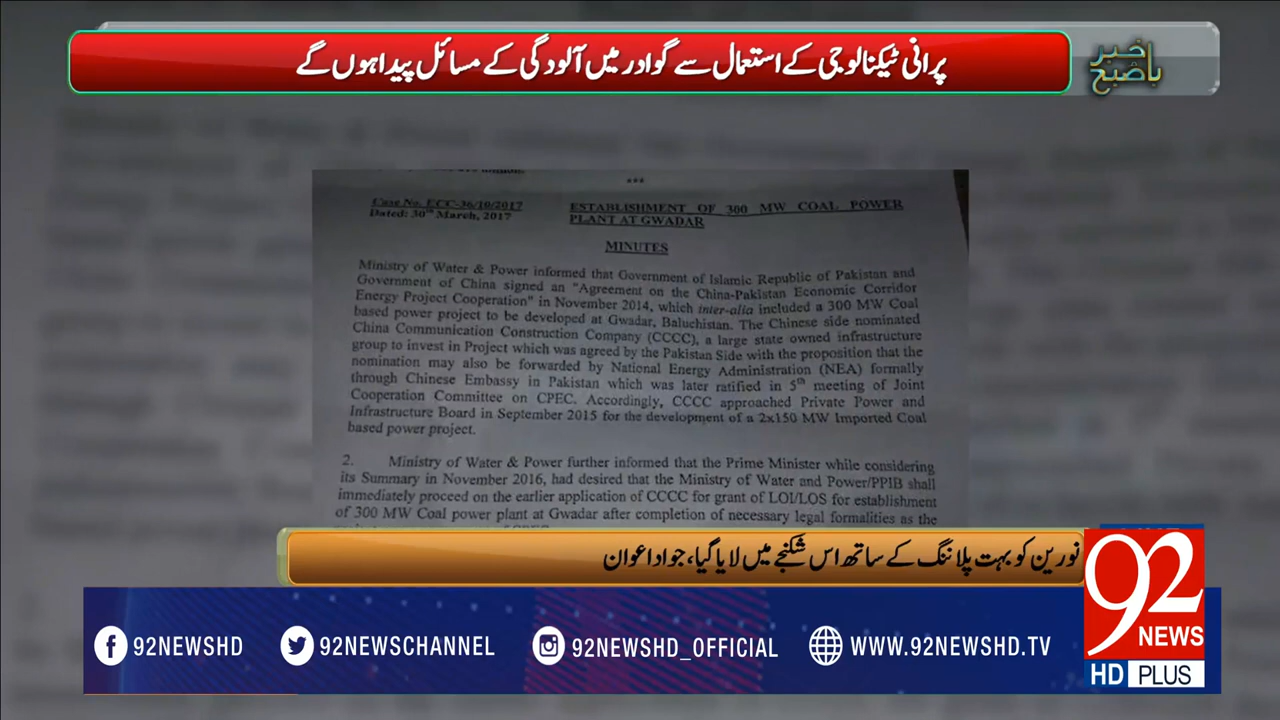 پرانی ٹیکنالوجی کے استعمال سے گوادر میں آلودگی کے مسائل پیدا ہوں گے
باخبر صبح
***
Case No. ECC-36/10/2017
Dated: 30th March, 2017
ESTABLISHMENT OF 300 MW COAL POWER
PLANT AT GWADAR
MINUTES
Ministry of Water & Power informed that Government of Islamic Republic of Pakistan and
Government of China signed an "Agreement on the China-Pakistan Economic Corridor
Energy Project Cooperation" in November 2014, which inter-alia included a 300 MW Coal
based power project to be developed at Gwadar, Baluchistan. The Chinese side nominated
China Communication Construction Company (CCCC), a large state owned infrastructure
group to invest in Project which was agreed by the Pakistan Side with the proposition that the
nomination may also be forwarded by National Energy Administration (NEA) formally
through Chinese Embassy in Pakistan which was later ratified in 5th meeting of Joint
Cooperation Committee on CPEC. Accordingly, CCCC approached Private Power and
Infrastructure Board in September 2015 for the development of a 2x150 MW Imported Coal
based power project.
2. Ministry of Water & Power further informed that the Prime Minister while considering
its Summary in November 2016, had desired that the Ministry of Water and Power/PPIB shall
immediately proceed on the earlier application of CCCC for grant of LOI/LOS for establishment
of 300 MW Coal power plant at Gwadar after completion of necessary legal formalities as the
نورین کو بہت پلاننگ کے ساتھ اس شکنجے میں لایا گیا، جواد اعوان
92 NEWS
HD PLUS
92NEWSHD
92NEWSCHANNEL
92NEWSHD_OFFICIAL
WWW.92NEWSHD.TV